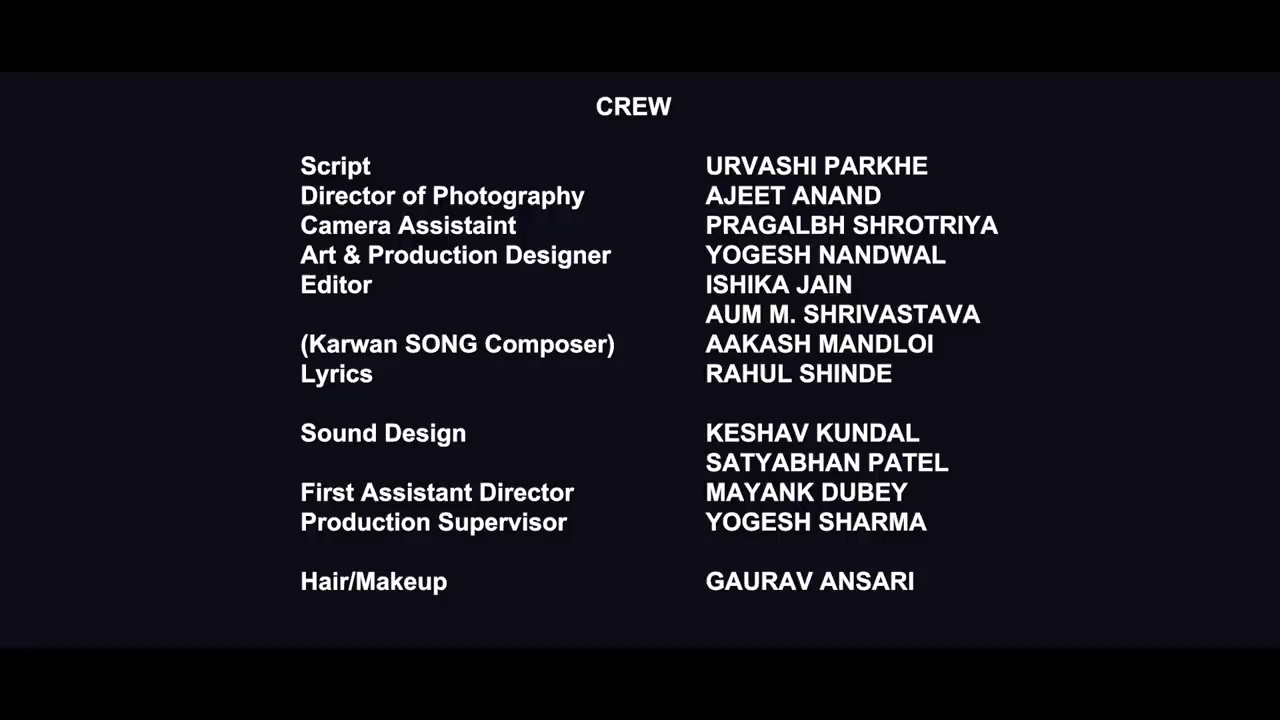 CREW
Script URVASHI PARKHE
Director of Photography AJEET ANAND
Camera Assistaint PRAGALBH SHROTRIYA
Art & Production Designer YOGESH NANDWAL
Editor ISHIKA JAIN
AUM M. SHRIVASTAVA
(Karwan SONG Composer) AAKASH MANDLOI
Lyrics RAHUL SHINDE
Sound Design KESHAV KUNDAL
SATYABHAN PATEL
First Assistant Director MAYANK DUBEY
Production Supervisor YOGESH SHARMA
Hair/Makeup GAURAV ANSARI